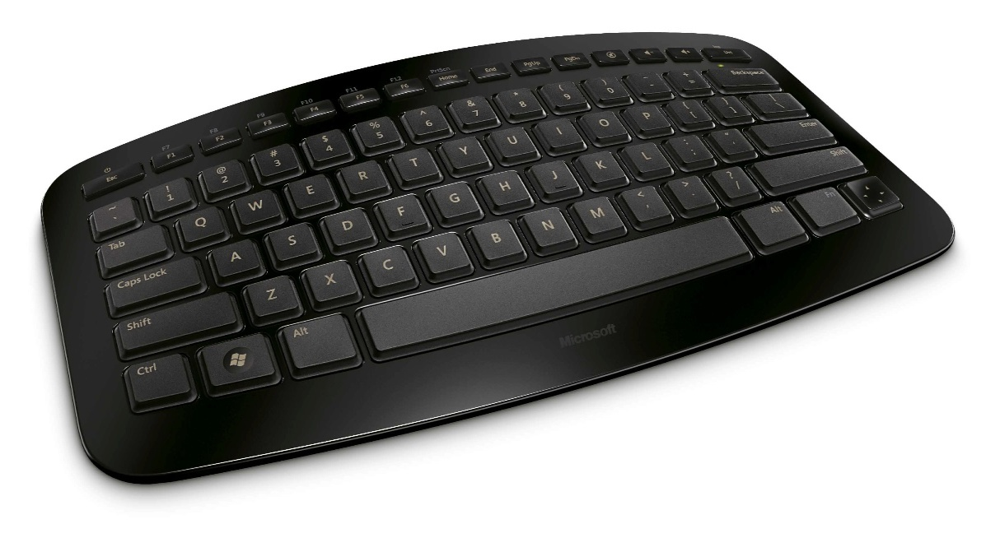 F7 F8 F9 F10 F11 F12 PrtScn
Esc F1 F2 F3 F4 F5 F6 Home End PgUp PgDn
~ ! @ # $ % ^ & * ( ) - +
` 1 2 3 4 5 6 7 8 9 0 = Backspace
Tab Q W E R T Y U I O P { [ } ] \
Caps Lock A S D F G H J K L : ; " ' Enter
Shift Z X C V B N M < , > . ? / Shift
Ctrl Alt Alt Fn
Microsoft